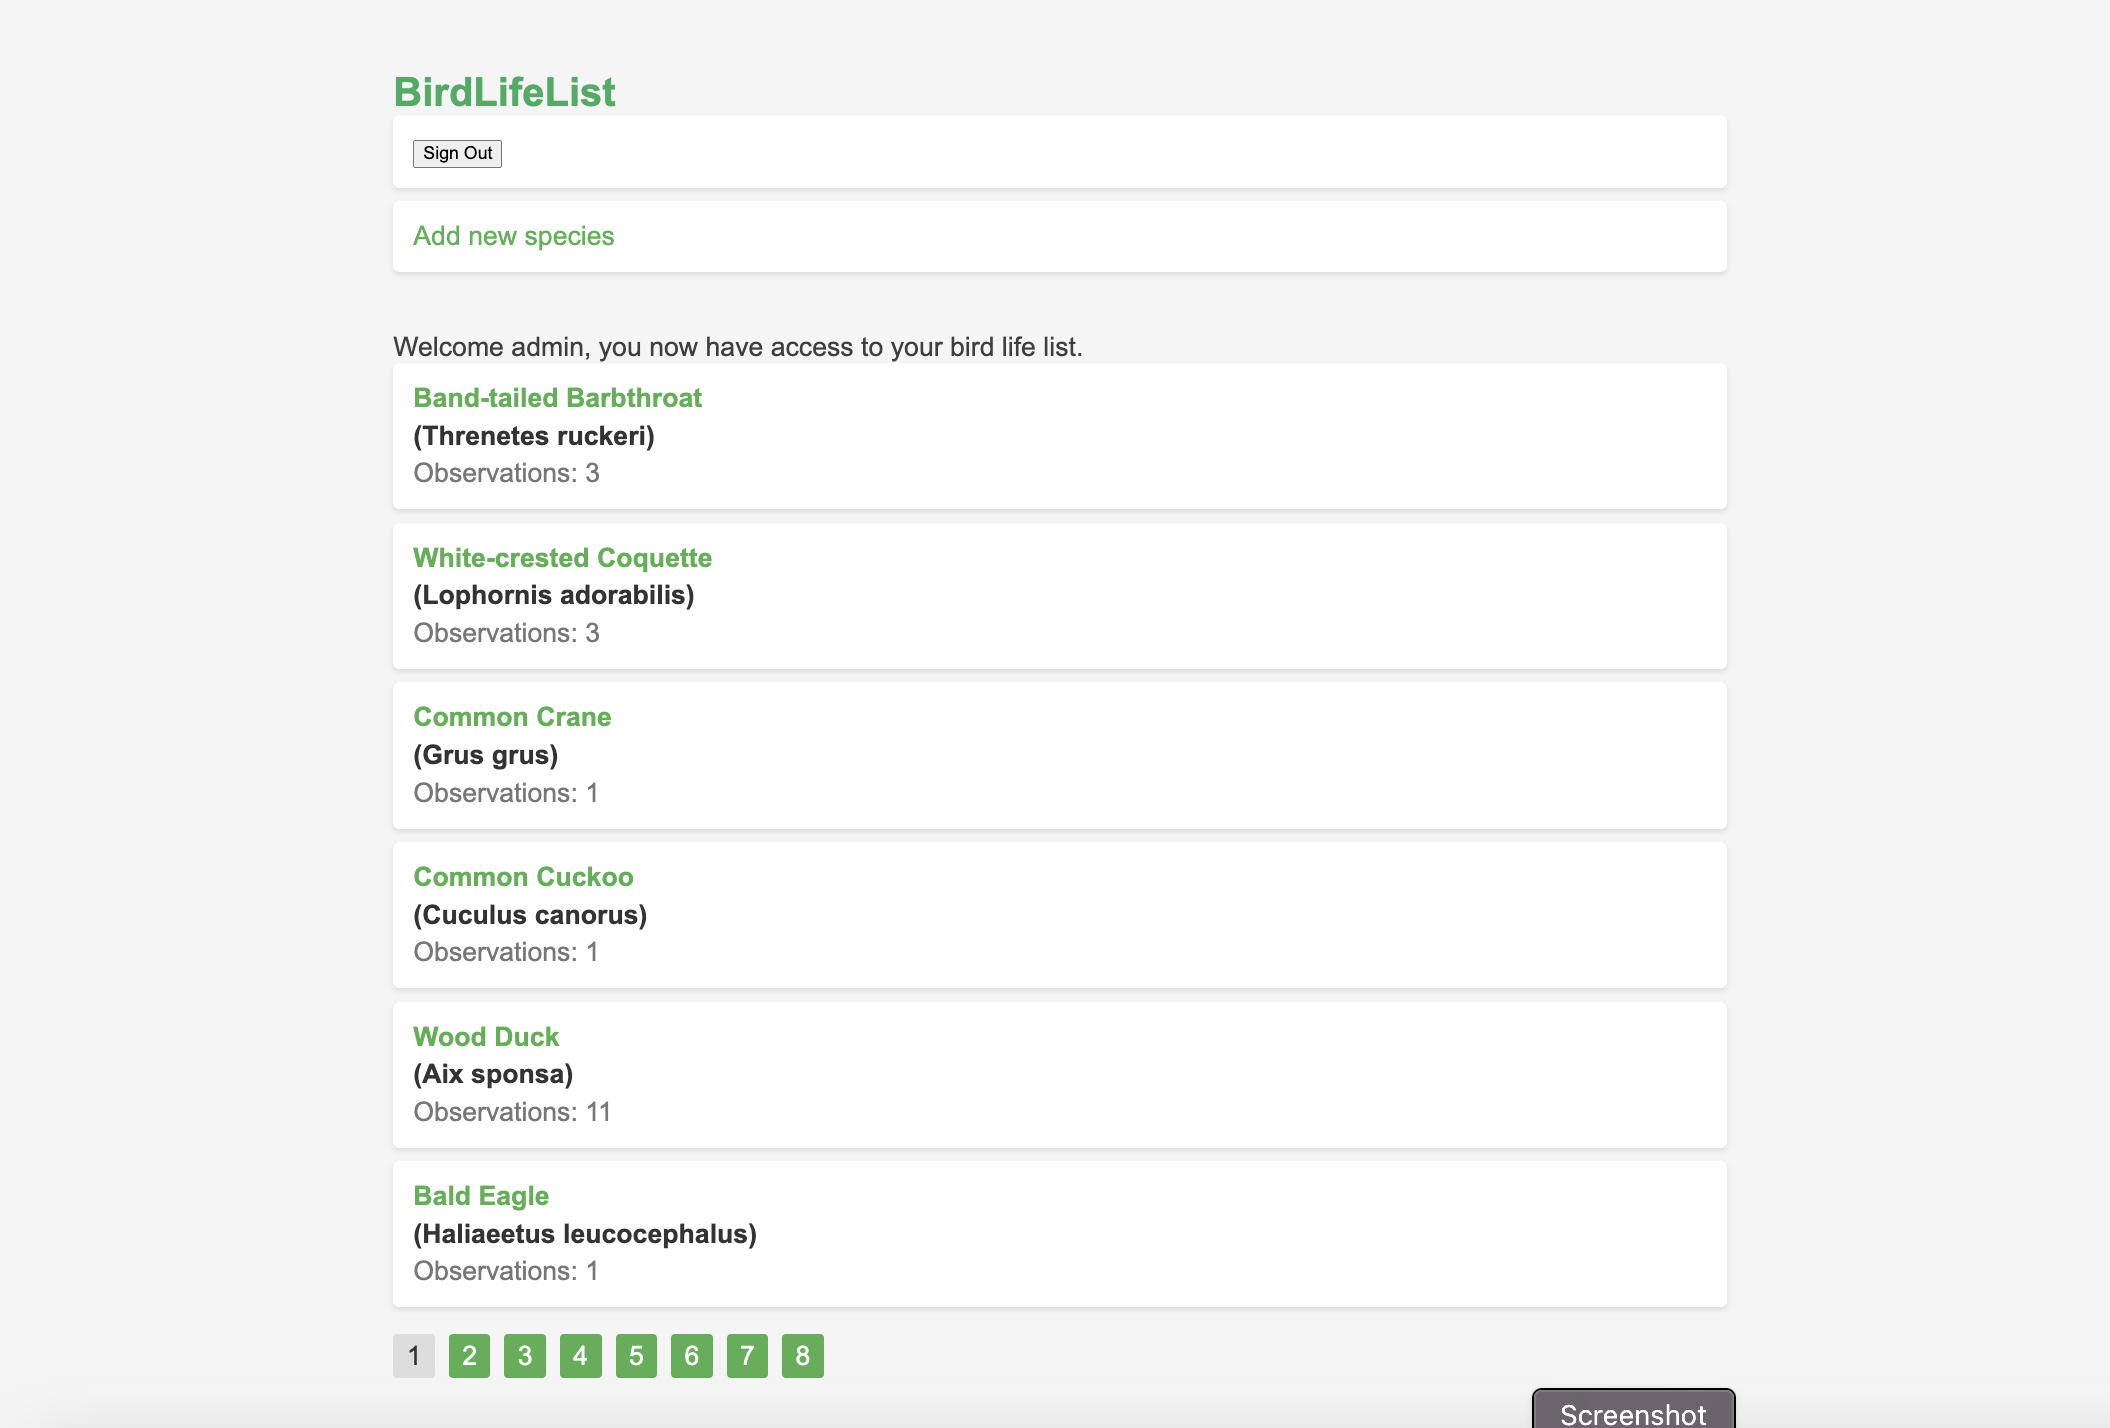 BirdLifeList
Sign Out
Add new species
Welcome admin, you now have access to your bird life list.
Band-tailed Barbthroat
(Threnetes ruckeri)
Observations: 3
White-crested Coquette
(Lophornis adorabilis)
Observations: 3
Common Crane
(Grus grus)
Observations: 1
Common Cuckoo
(Cuculus canorus)
Observations: 1
Wood Duck
(Aix sponsa)
Observations: 11
Bald Eagle
(Haliaeetus leucocephalus)
Observations: 1
1 2 3 4 5 6 7 8
Screenshot